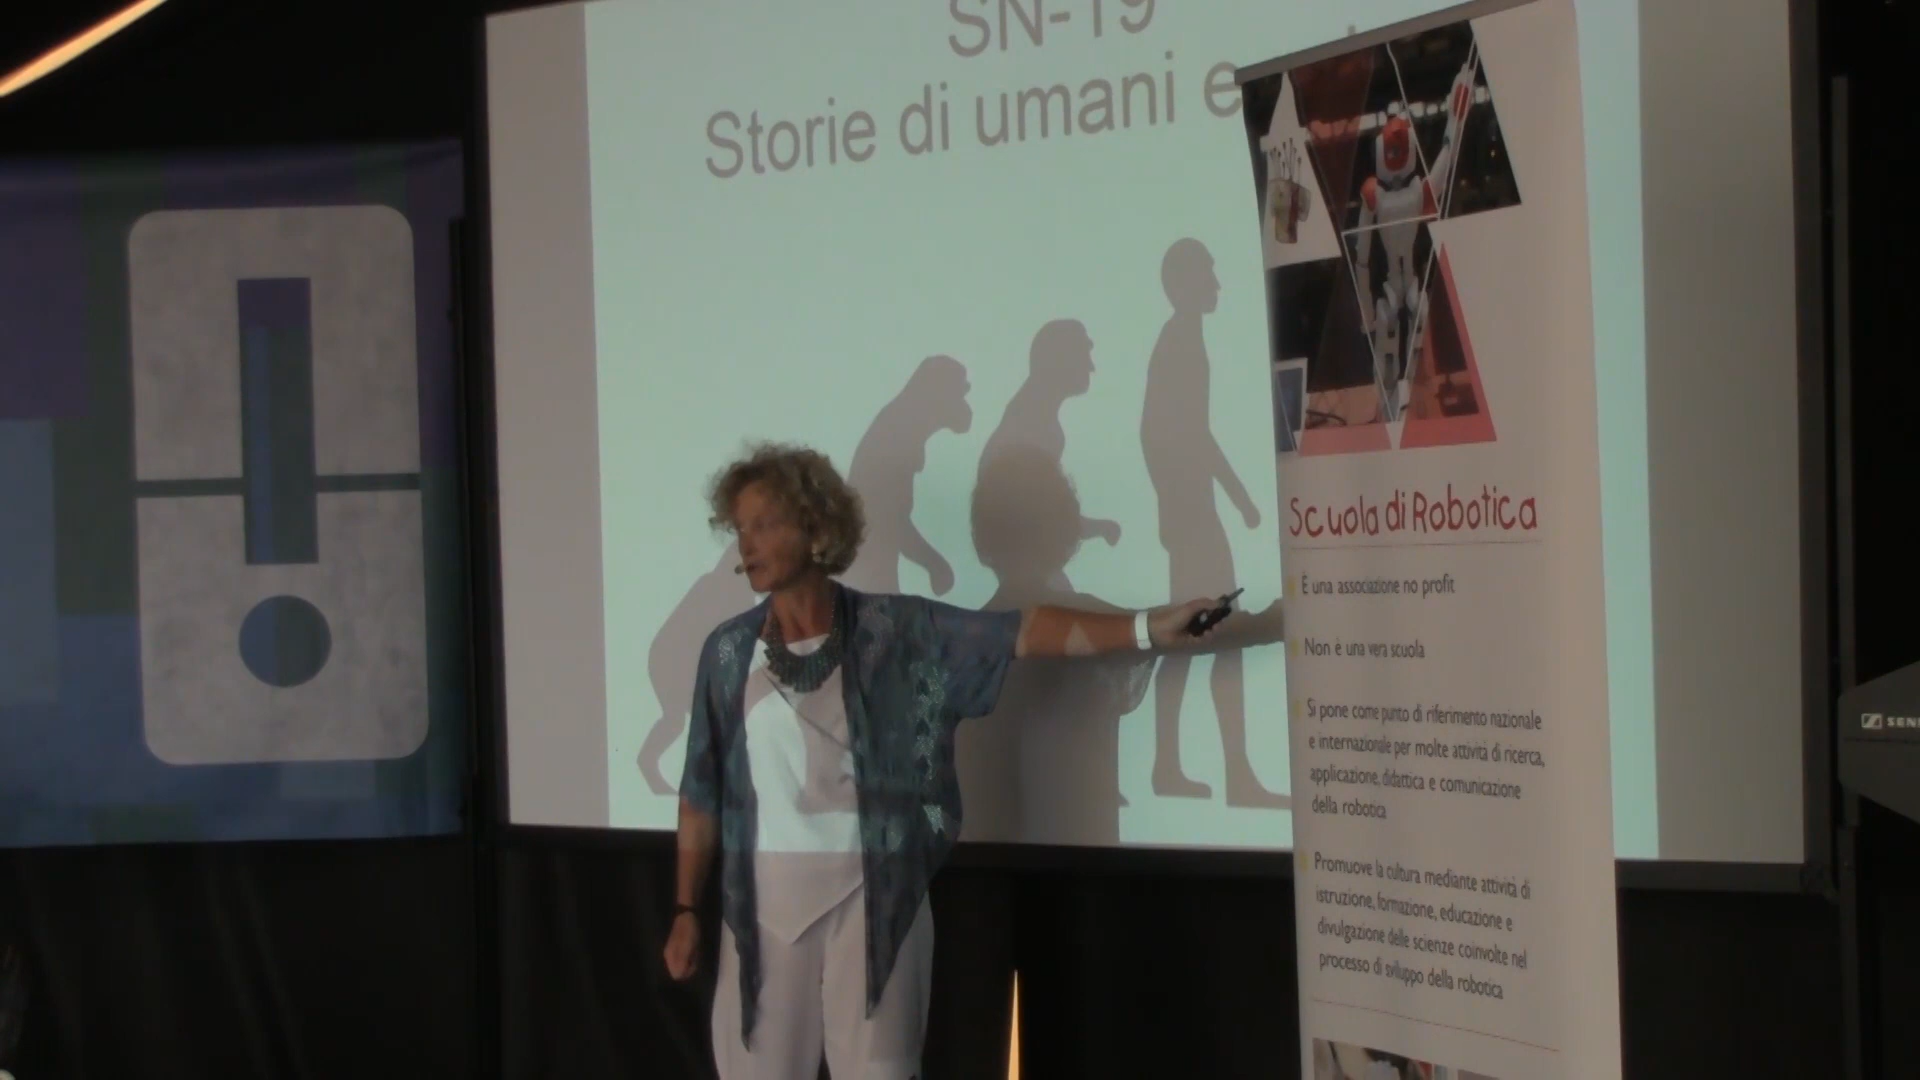 SN-19
Storie di umani e
Scuola di Robotica
È una associazione no profit
Non è una vera scuola
Si pone come punto di riferimento nazionale
e internazionale per molte attività di ricerca,
applicazione, didattica e comunicazione
della robotica
Promuove la cultura mediante attività di
istruzione, formazione, educazione e
divulgazione delle scienze coinvolte nel
processo di sviluppo della robotica